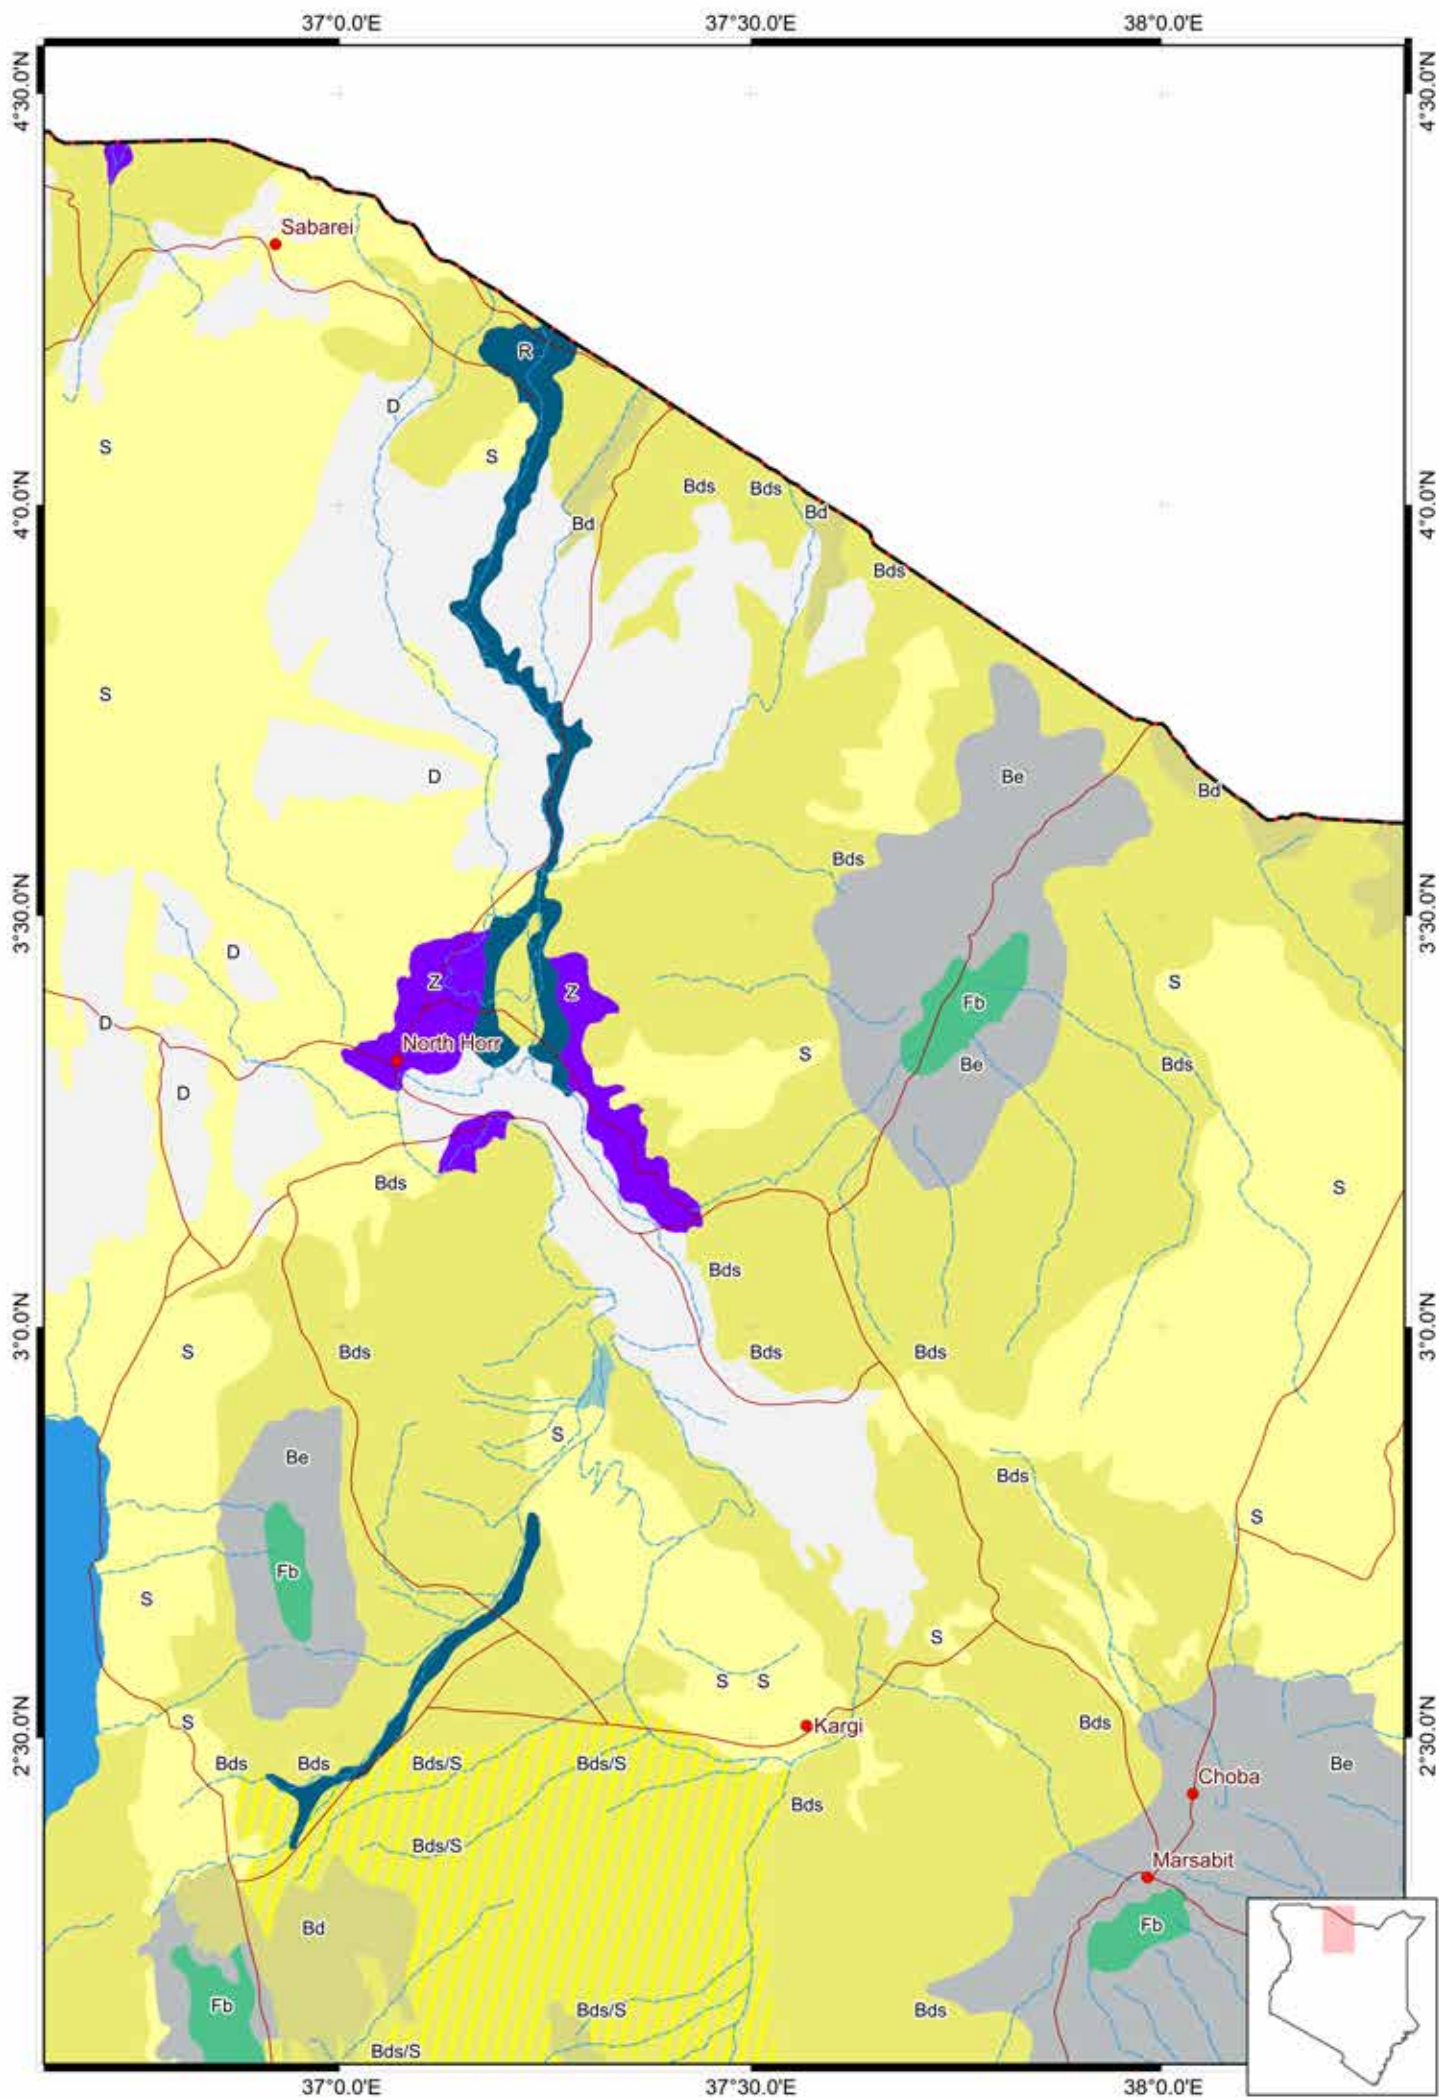 37°0.0'E
37°30.0'E
38°0.0'E
4°30.0'N
4°30.0'N
Sabarei
R
D
S
S
Bds
Bds
4°0.0'N
4°0.0'N
Bd
Bd
Bds
S
D
Be
Bd
Bds
3°30.0'N
3°30.0'N
D
Z
Z
S
Fb
D
North Horr
S
Be
Bds
D
Bds
S
Bds
3°0.0'N
3°0.0'N
S
Bds
Bds
Bds
S
Be
Bds
S
Fb
S
S
S
S
S
Kargi
Bds
2°30.0'N
2°30.0'N
Bds
Bds
Bds/S
Bds/S
Be
Choba
Bds
Bds/S
Marsabit
Bd
Fb
Fb
Bds/S
Bds
Bds/S
37°0.0'E
37°30.0'E
38°0.0'E